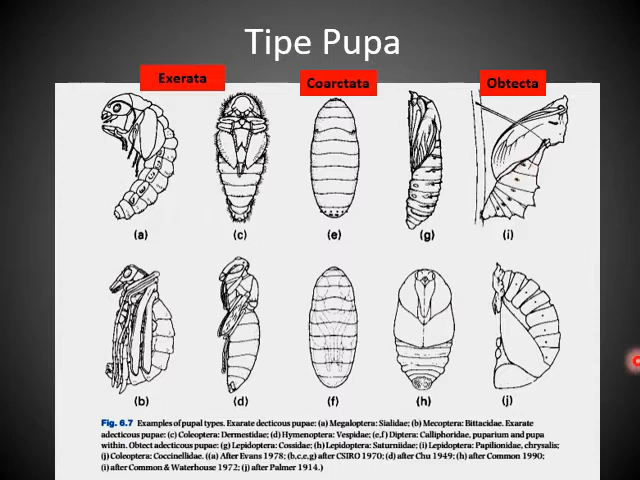 Tipe Pupa
Exerata
Coarctata
Obtecta
(a)
(c)
(e)
(g)
(i)
(b)
(d)
(f)
(h)
(j)
Fig. 6.7 Examples of pupal types. Exarate decticous pupae: (a) Megaloptera: Sialidae; (b) Mecoptera: Bittacidae. Exarate
adecticous pupae: (c) Coleoptera: Dermestidae; (d) Hymenoptera: Vespidae; (e,f) Diptera: Calliphoridae, puparium and pupa
within. Obtect adecticous pupae: (g) Lepidoptera: Cossidae; (h) Lepidoptera: Saturniidae; (i) Lepidoptera: Papilionidae, chrysalis;
(j) Coleoptera: Coccinellidae. ((a) After Evans 1978; (b,c,e,g) after CSIRO 1970; (d) after Chu 1949; (h) after Common 1990;
(i) after Common & Waterhouse 1972; (j) after Palmer 1914.)